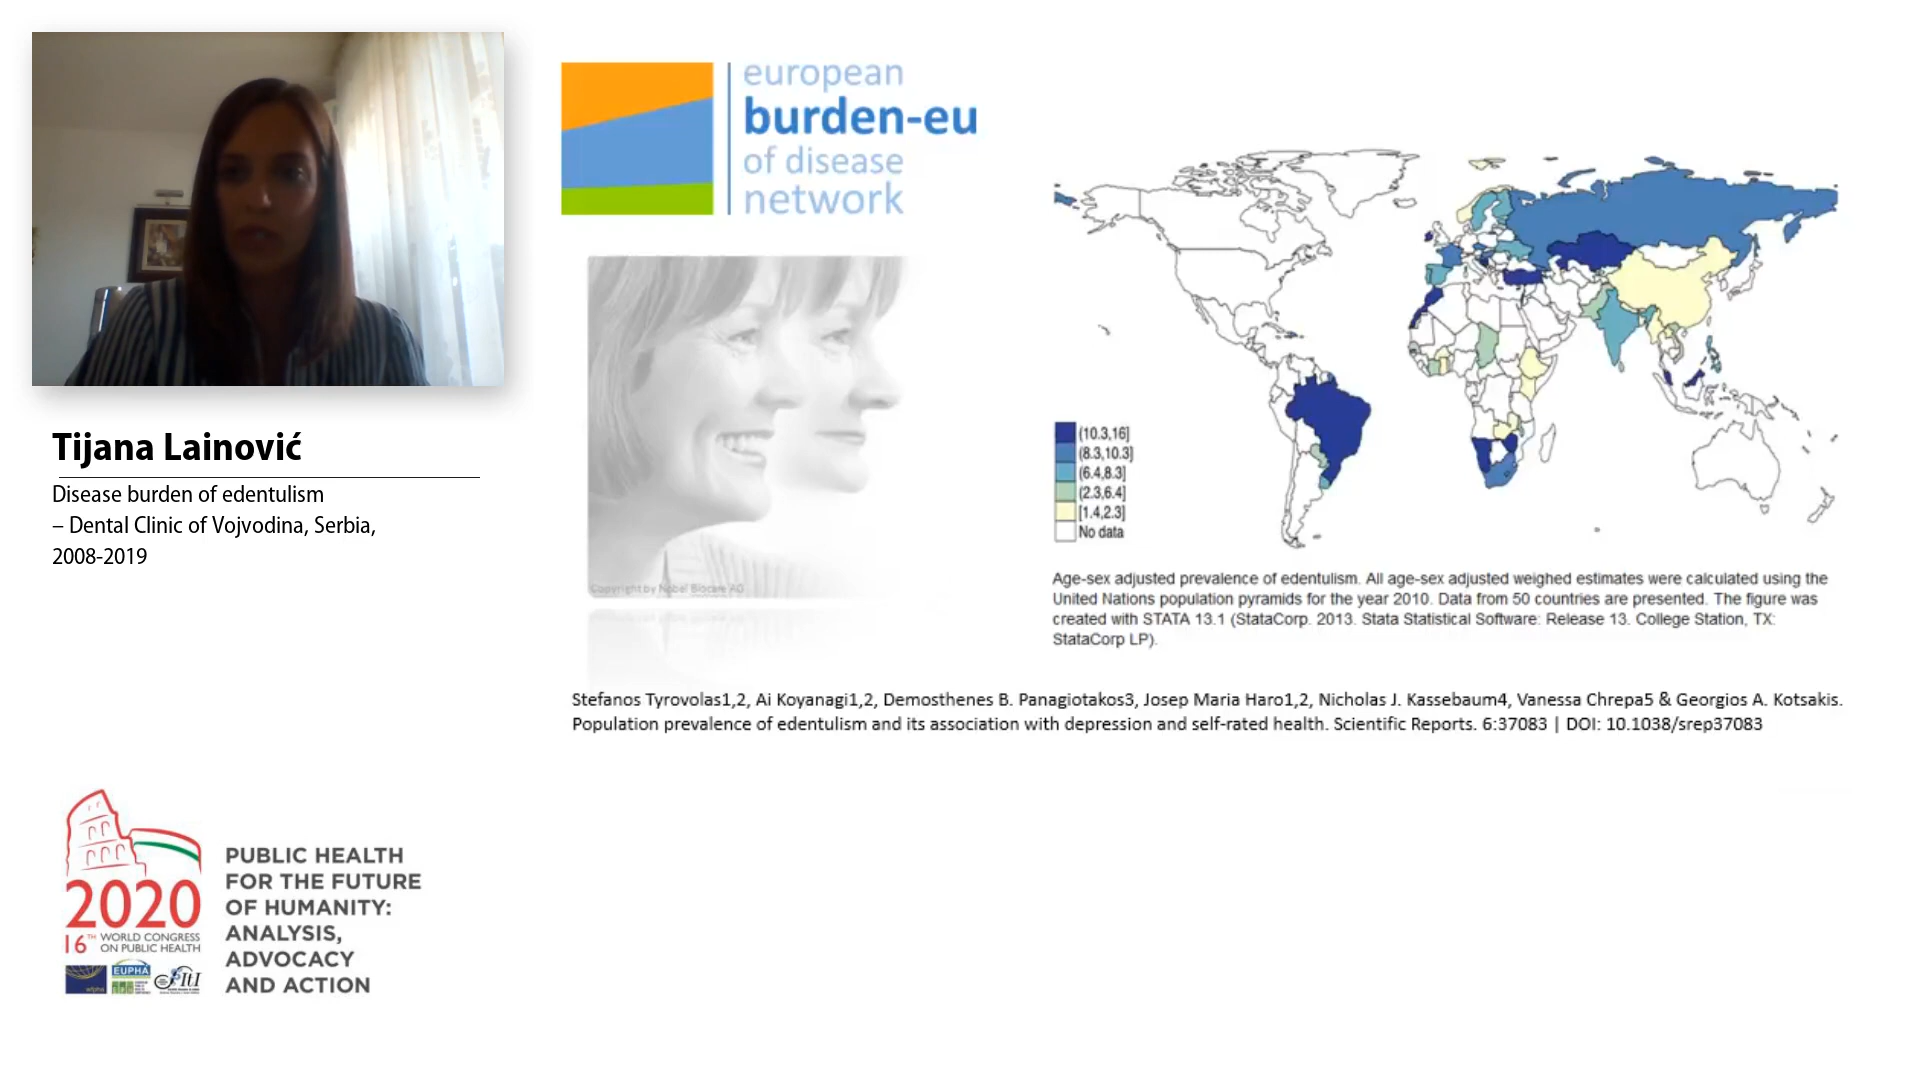 Tijana Lainović
Disease burden of edentulism
– Dental Clinic of Vojvodina, Serbia,
2008-2019
european
burden-eu
of disease
network
Copyright by Nobel Biocare AG
(10.3,16]
(8.3,10.3]
(6.4,8.3]
(2.3,6.4]
[1.4,2.3]
No data
Age-sex adjusted prevalence of edentulism. All age-sex adjusted weighed estimates were calculated using the
United Nations population pyramids for the year 2010. Data from 50 countries are presented. The figure was
created with STATA 13.1 (StataCorp. 2013. Stata Statistical Software: Release 13. College Station, TX:
StataCorp LP).
Stefanos Tyrovolas1,2, Ai Koyanagi1,2, Demosthenes B. Panagiotakos3, Josep Maria Haro1,2, Nicholas J. Kassebaum4, Vanessa Chrepa5 & Georgios A. Kotsakis.
Population prevalence of edentulism and its association with depression and self-rated health. Scientific Reports. 6:37083 | DOI: 10.1038/srep37083
2020
16TH WORLD CONGRESS
ON PUBLIC HEALTH
wfpha
EUPHA
ItI
PUBLIC HEALTH
FOR THE FUTURE
OF HUMANITY:
ANALYSIS,
ADVOCACY
AND ACTION